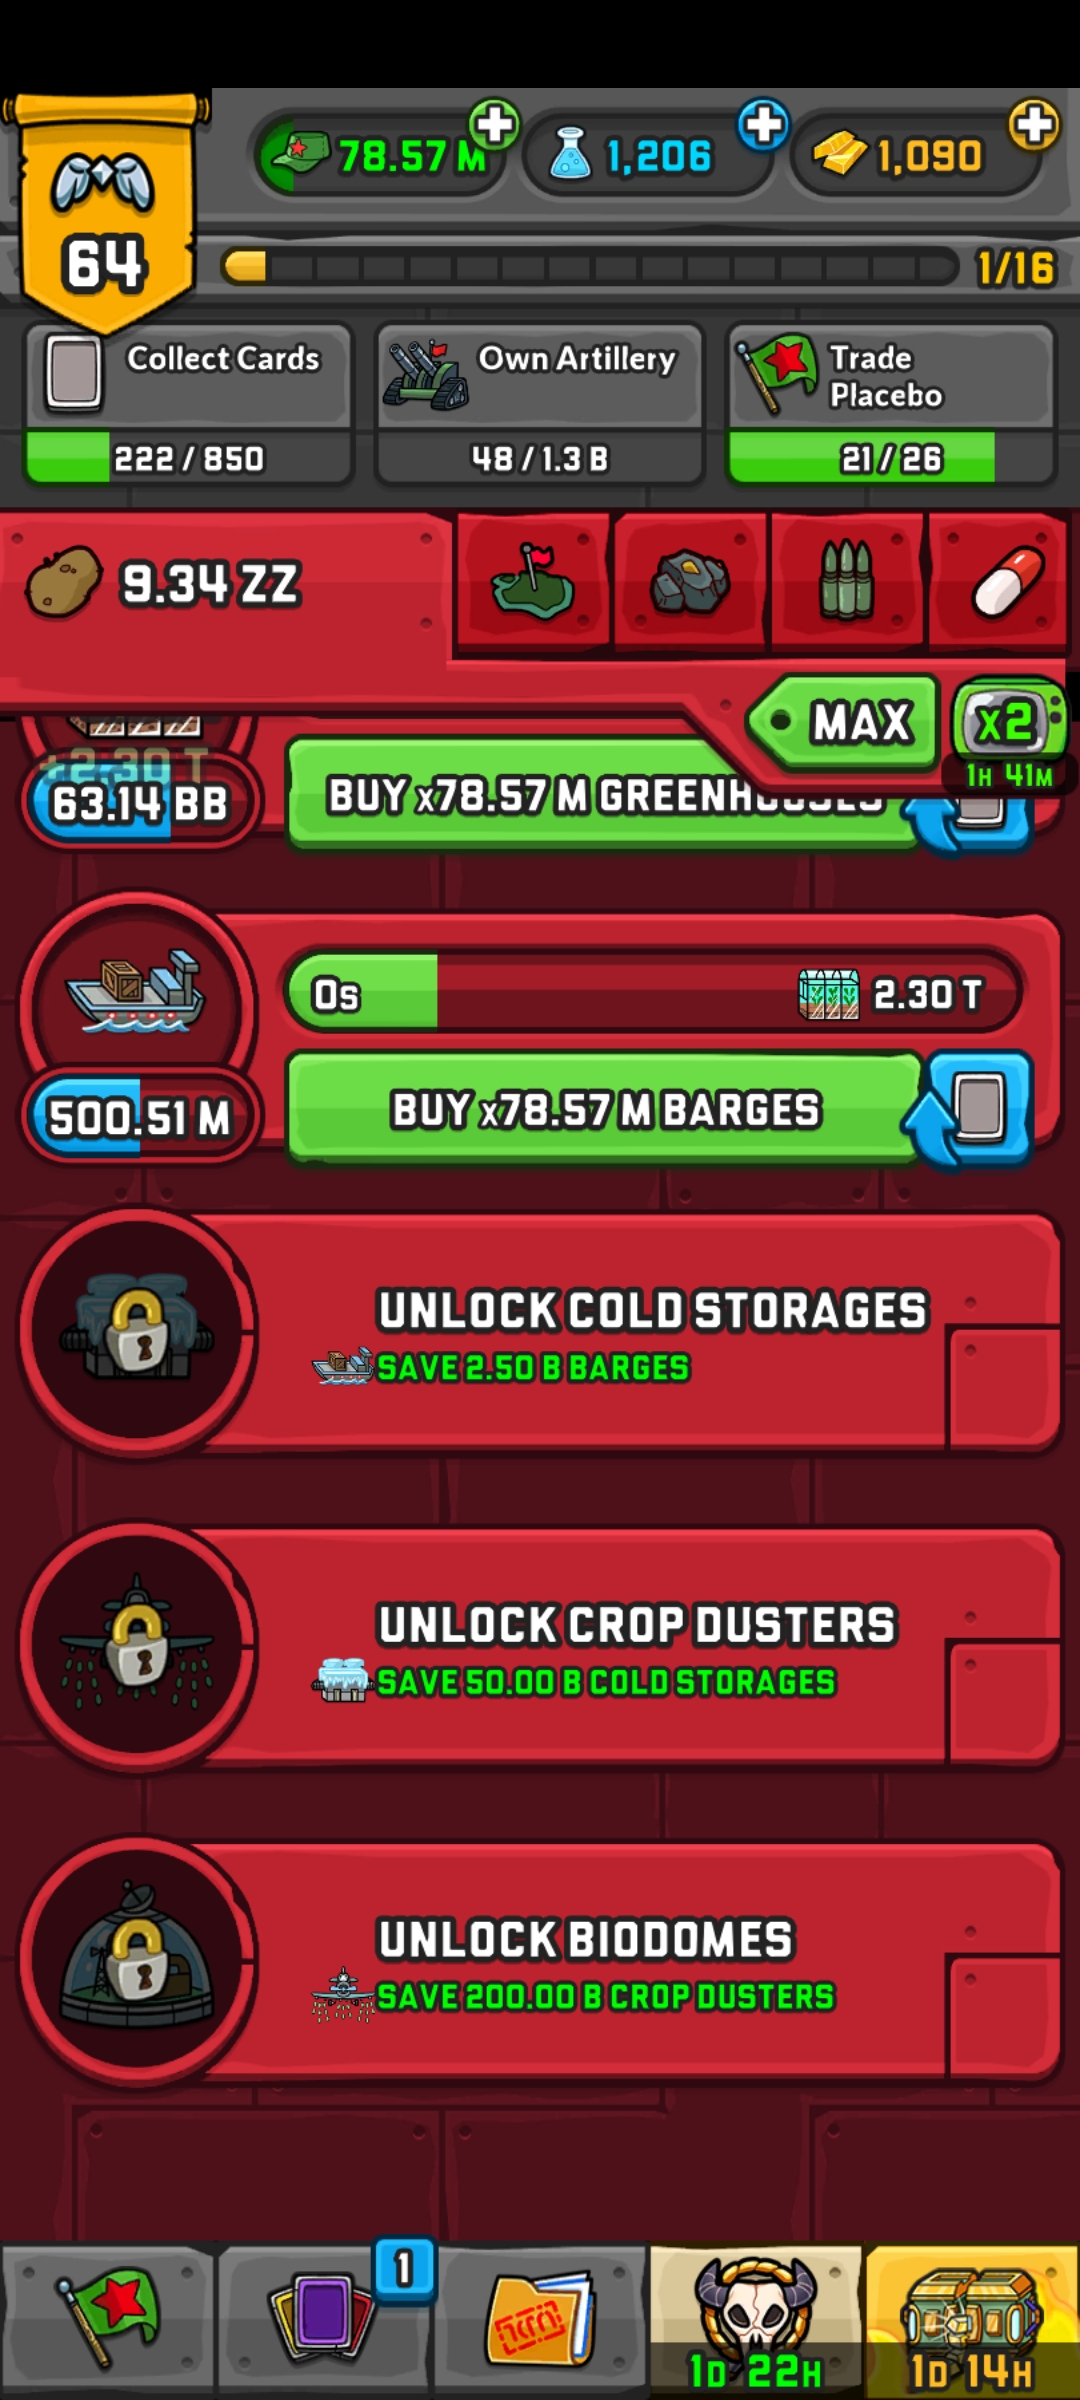 78.57 M
1,206
1,090
64
1/16
Collect Cards
222 / 850
Own Artillery
48 / 1.3 B
Trade
Placebo
21 / 26
9.34 ZZ
MAX
x2
1H 41M
+2.30 T
63.14 BB
BUY x78.57 M GREENHOUSES
0s
2.30 T
500.51 M
BUY x78.57 M BARGES
UNLOCK COLD STORAGES
SAVE 2.50 B BARGES
UNLOCK CROP DUSTERS
SAVE 50.00 B COLD STORAGES
UNLOCK BIODOMES
SAVE 200.00 B CROP DUSTERS
1
1D 22H
1D 14H